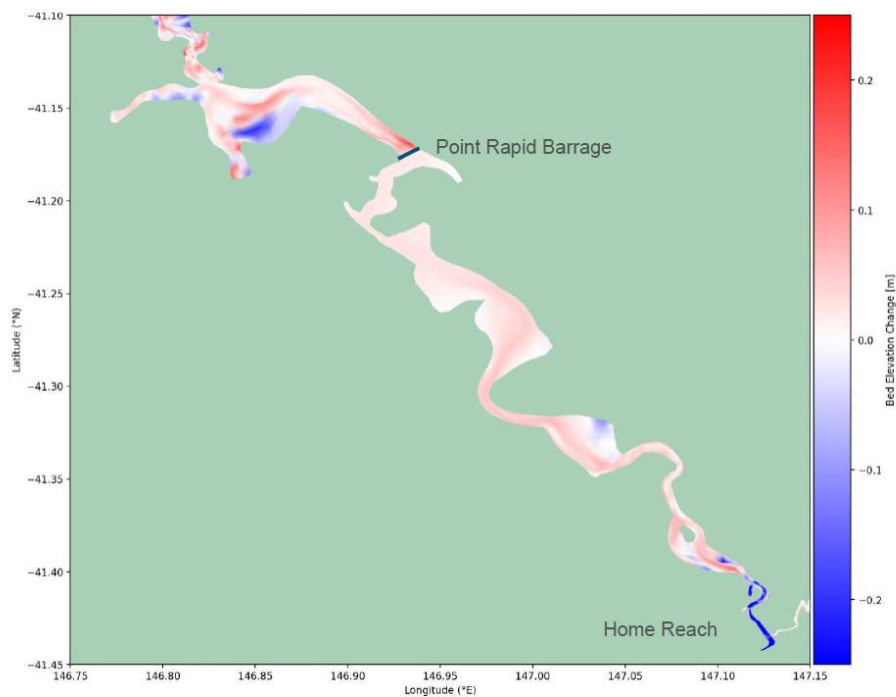 −41.10
−41.15
−41.20
−41.25
−41.30
−41.35
−41.40
−41.45
Latitude (°N)
Point Rapid Barrage
Home Reach
146.75 146.80 146.85 146.90 146.95 147.00 147.05 147.10 147.15
Longitude (°E)
0.2
0.1
0.0
−0.1
−0.2
Bed Elevation Change [m]